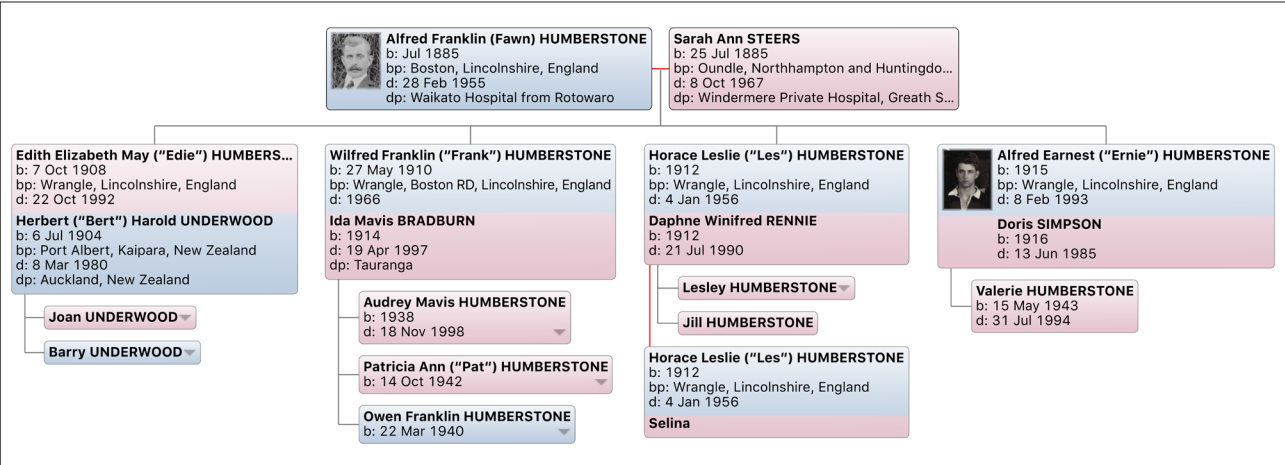 Alfred Franklin (Fawn) HUMBERSTONE
b: Jul 1885
bp: Boston, Lincolnshire, England
d: 28 Feb 1955
dp: Waikato Hospital from Rotowaro
Sarah Ann STEERS
b: 25 Jul 1885
bp: Oundle, Northhampton and Huntingdo...
d: 8 Oct 1967
dp: Windermere Private Hospital, Greath S...
Edith Elizabeth May (“Edie”) HUMBERS...
b: 7 Oct 1908
bp: Wrangle, Lincolnshire, England
d: 22 Oct 1992
Herbert (“Bert”) Harold UNDERWOOD
b: 6 Jul 1904
bp: Port Albert, Kaipara, New Zealand
d: 8 Mar 1980
dp: Auckland, New Zealand
Joan UNDERWOOD
Barry UNDERWOOD
Wilfred Franklin (“Frank”) HUMBERSTONE
b: 27 May 1910
bp: Wrangle, Boston RD, Lincolnshire, England
d: 1966
Ida Mavis BRADBURN
b: 1914
d: 19 Apr 1997
dp: Tauranga
Audrey Mavis HUMBERSTONE
b: 1938
d: 18 Nov 1998
Patricia Ann (“Pat”) HUMBERSTONE
b: 14 Oct 1942
Owen Franklin HUMBERSTONE
b: 22 Mar 1940
Horace Leslie (“Les”) HUMBERSTONE
b: 1912
bp: Wrangle, Lincolnshire, England
d: 4 Jan 1956
Daphne Winifred RENNIE
b: 1912
d: 21 Jul 1990
Lesley HUMBERSTONE
Jill HUMBERSTONE
Horace Leslie (“Les”) HUMBERSTONE
b: 1912
bp: Wrangle, Lincolnshire, England
d: 4 Jan 1956
Selina
Alfred Earnest (“Ernie”) HUMBERSTONE
b: 1915
bp: Wrangle, Lincolnshire, England
d: 8 Feb 1993
Doris SIMPSON
b: 1916
d: 13 Jun 1985
Valerie HUMBERSTONE
b: 15 May 1943
d: 31 Jul 1994